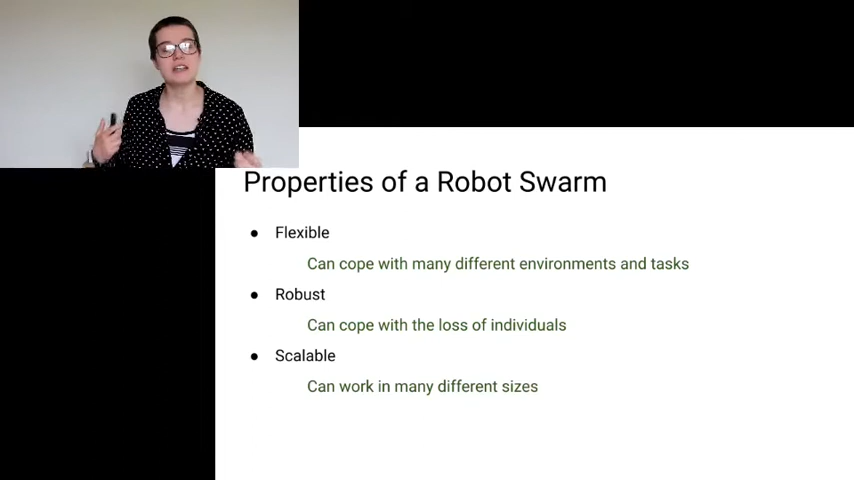 Properties of a Robot Swarm
● Flexible
Can cope with many different environments and tasks
● Robust
Can cope with the loss of individuals
● Scalable
Can work in many different sizes